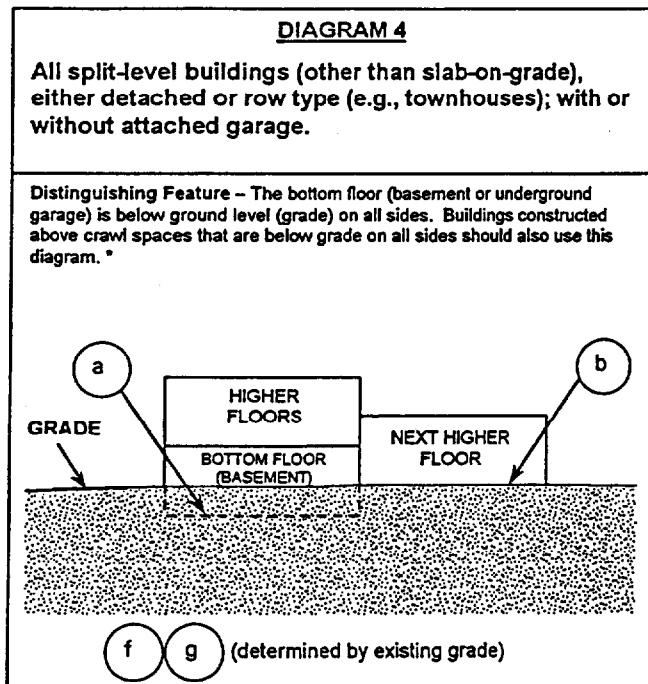 DIAGRAM 4
All split-level buildings (other than slab-on-grade),
either detached or row type (e.g., townhouses); with or
without attached garage.
Distinguishing Feature – The bottom floor (basement or underground
garage) is below ground level (grade) on all sides. Buildings constructed
above crawl spaces that are below grade on all sides should also use this
diagram. *
a
b
HIGHER
FLOORS
GRADE
NEXT HIGHER
FLOOR
BOTTOM FLOOR
(BASEMENT)
f g (determined by existing grade)